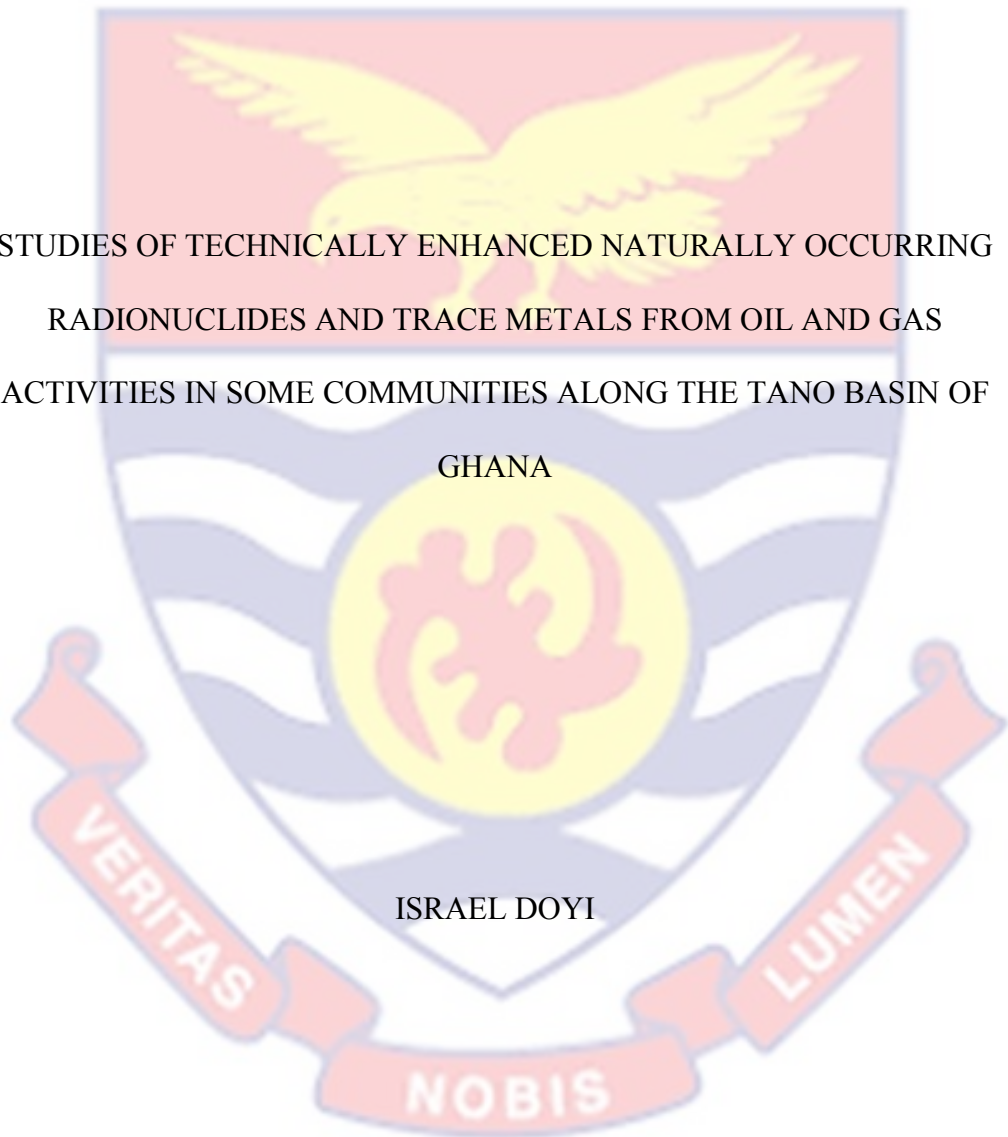 STUDIES OF TECHNICALLY ENHANCED NATURALLY OCCURRING
RADIONUCLIDES AND TRACE METALS FROM OIL AND GAS
ACTIVITIES IN SOME COMMUNITIES ALONG THE TANO BASIN OF
GHANA
ISRAEL DOYI
VERITAS
NOBIS
LUMEN